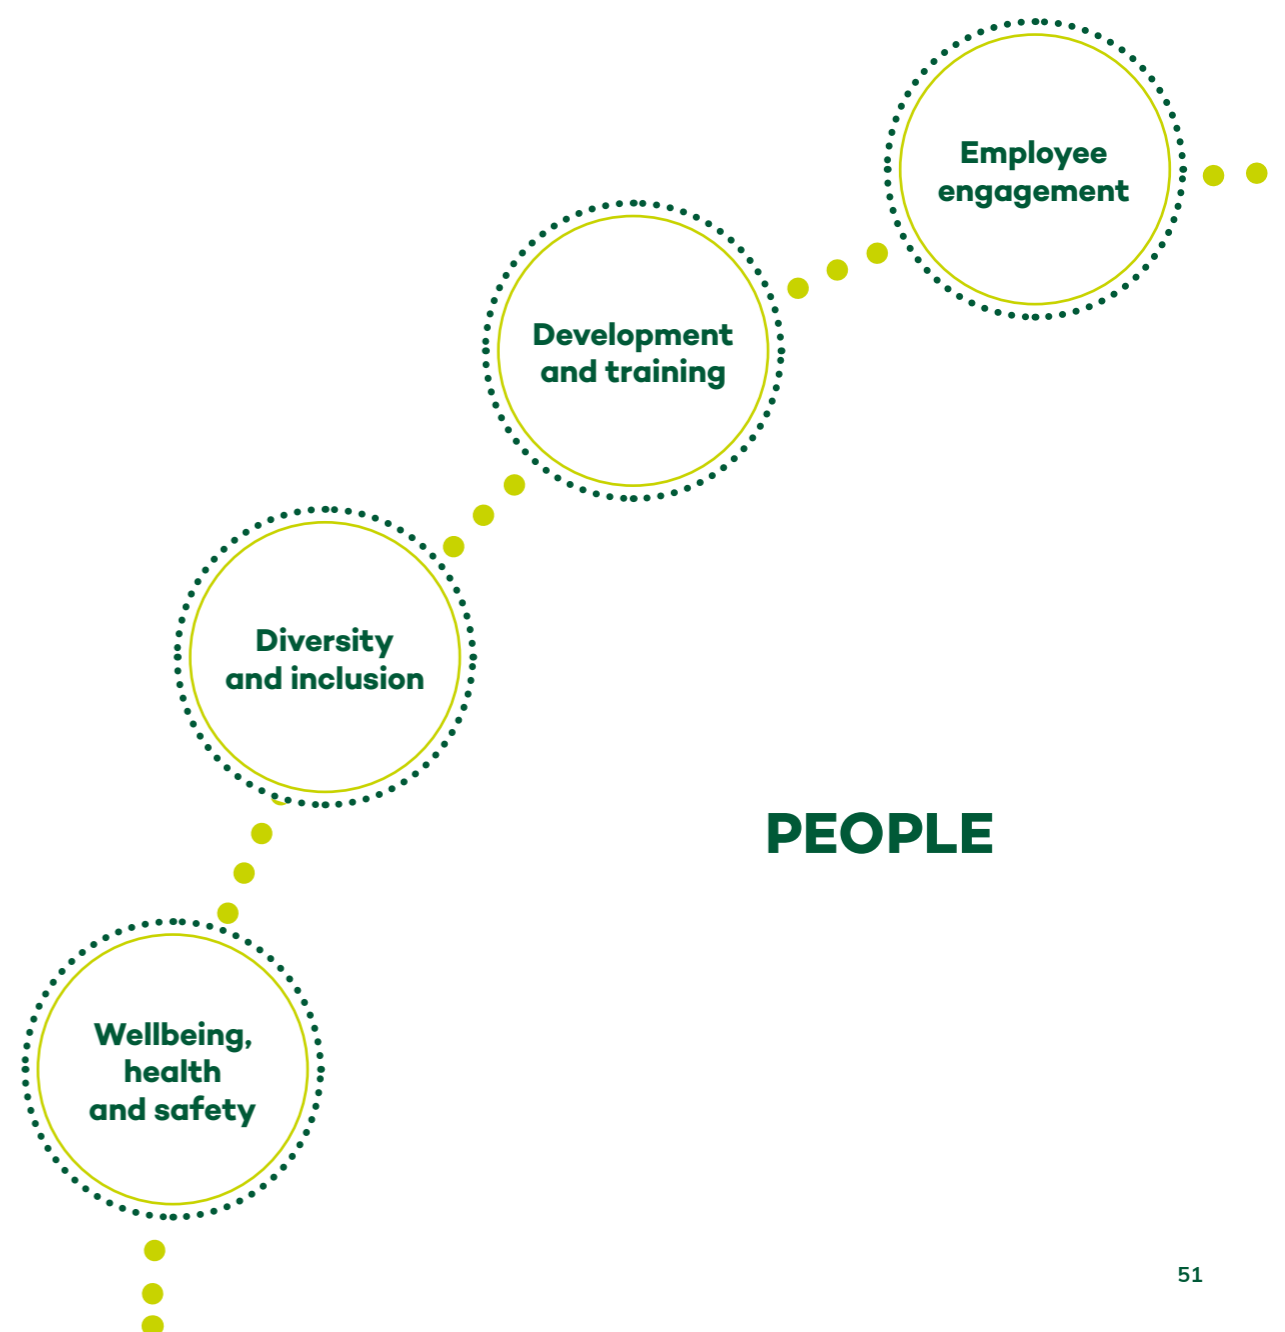 Employee
engagement
Development
and training
Diversity
and inclusion
PEOPLE
Wellbeing,
health
and safety
51